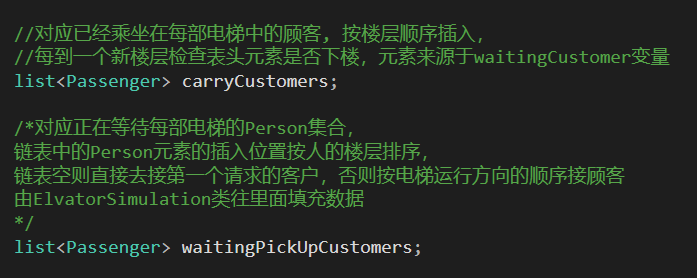 //对应已经乘坐在每部电梯中的顾客, 按楼层顺序插入,
//每到一个新楼层检查表头元素是否下楼, 元素来源于waitingCustomer变量
list<Passenger> carryCustomers;
/*对应正在等待每部电梯的Person集合,
链表中的Person元素的插入位置按人的楼层排序,
链表空则直接去接第一个请求的客户, 否则按电梯运行方向的顺序接顾客
由ElvatorSimulation类往里面填充数据
*/
list<Passenger> waitingPickUpCustomers;